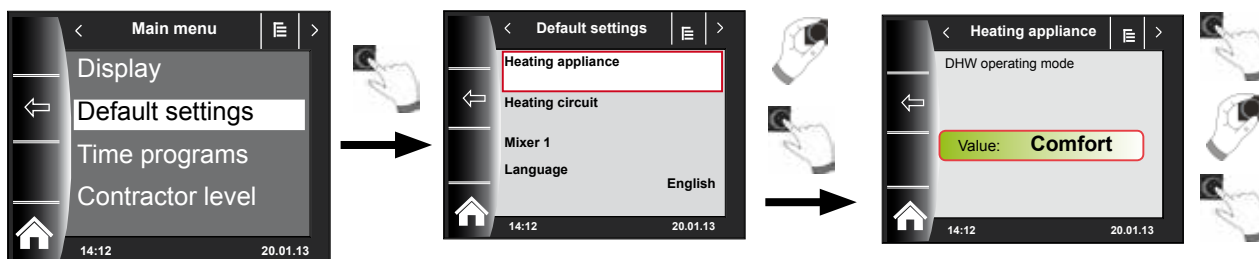 Main menu
Display
Default settings
Time programs
Contractor level
14:12 20.01.13
Default settings
Heating appliance
Heating circuit
Mixer 1
Language
English
14:12 20.01.13
Heating appliance
DHW operating mode
Value: Comfort
14:12 20.01.13